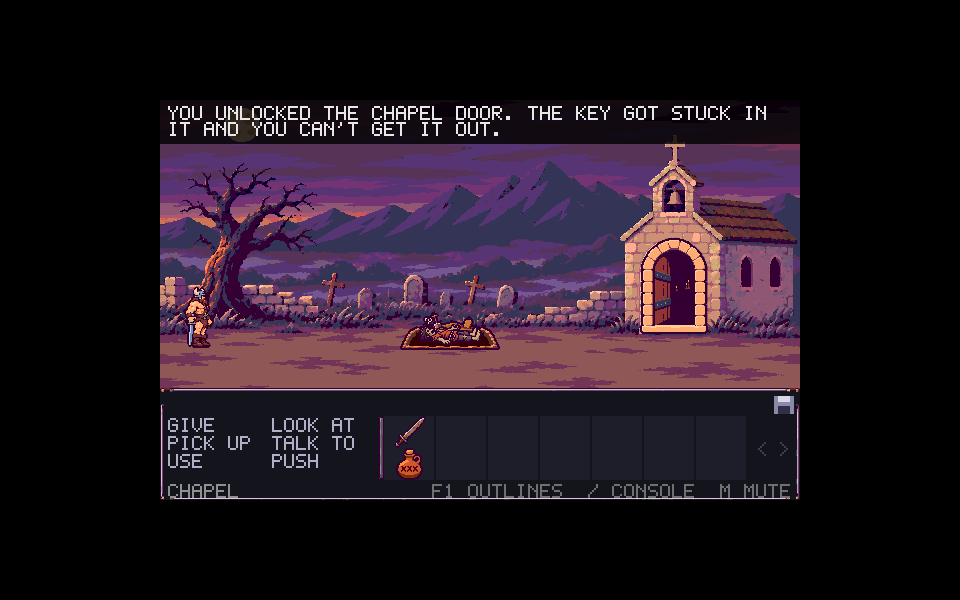 YOU UNLOCKED THE CHAPEL DOOR. THE KEY GOT STUCK IN
IT AND YOU CAN'T GET IT OUT.
GIVE LOOK AT
PICK UP TALK TO
USE PUSH
XXX
CHAPEL F1 OUTLINES / CONSOLE M MUTE